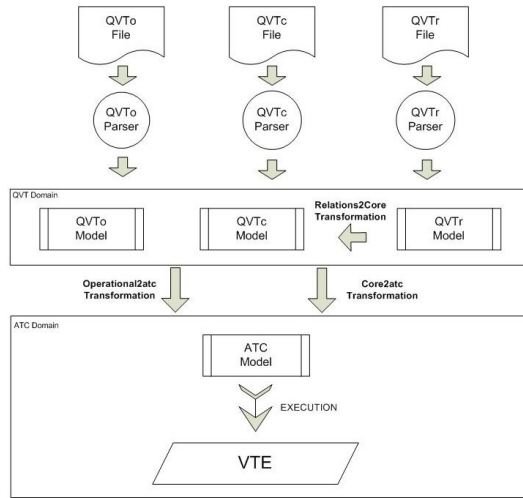 QVTo
File
QVTc
File
QVTr
File
QVTo
Parser
QVTc
Parser
QVTr
Parser
QVT Domain
QVTo
Model
QVTc
Model
Relations2Core
Transformation
QVTr
Model
Operational2atc
Transformation
Core2atc
Transformation
ATC Domain
ATC
Model
EXECUTION
VTE